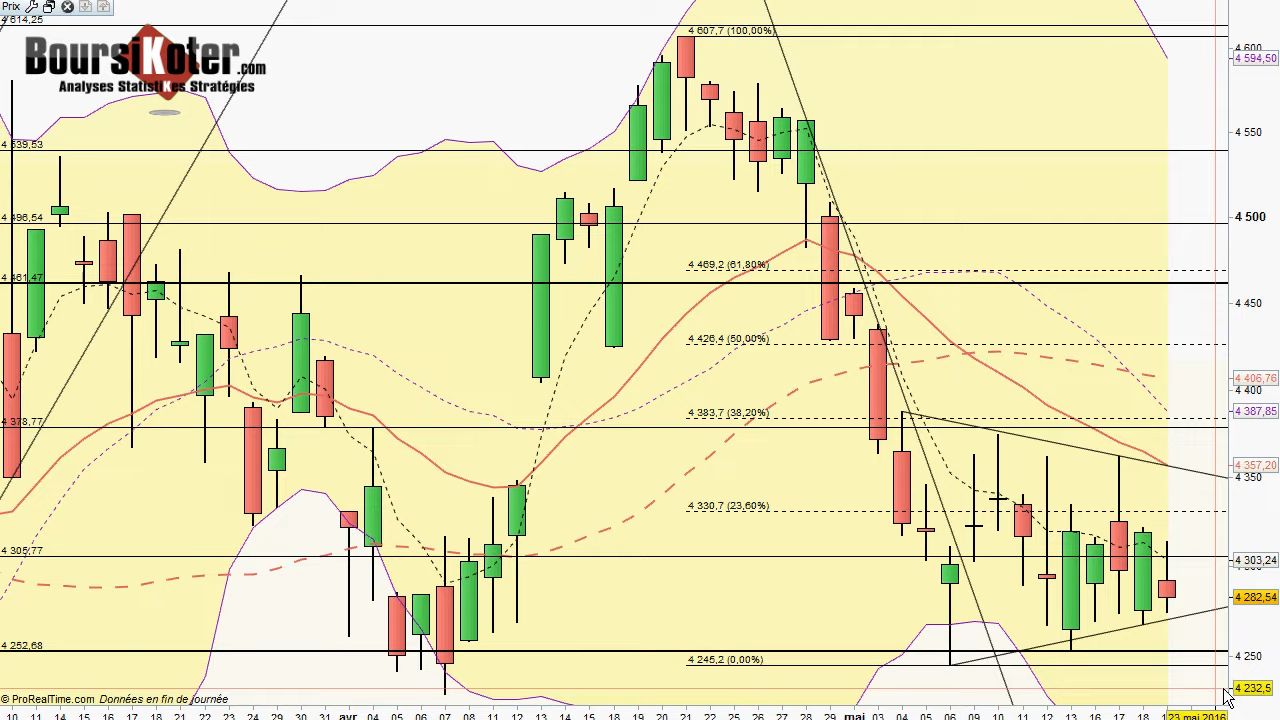 Prix
4 614,25
BoursiKoter.com
Analyses StatistiKes Stratégies
4 607,7 (100,00%)
4 600
4 594,50
4 550
4 539,53
4 500
4 496,54
4 469,2 (61,80%)
4 461,47
4 450
4 426,4 (50,00%)
4 406,76
4 400
4 383,7 (38,20%)
4 387,85
4 378,77
4 357,20
4 350
4 330,7 (23,60%)
4 305,77
4 303,24
4 282,54
4 252,68
4 245,2 (0,00%)
4 250
4 232,5
© ProRealTime.com Données en fin de journée
10 11 14 15 16 17 18 21 22 23 24 29 30 31 avr 04 05 06 07 08 11 12 13 14 15 18 19 20 21 22 25 26 27 28 29 mai 03 04 05 06 09 10 11 12 13 16 17 18 23 mai 2016